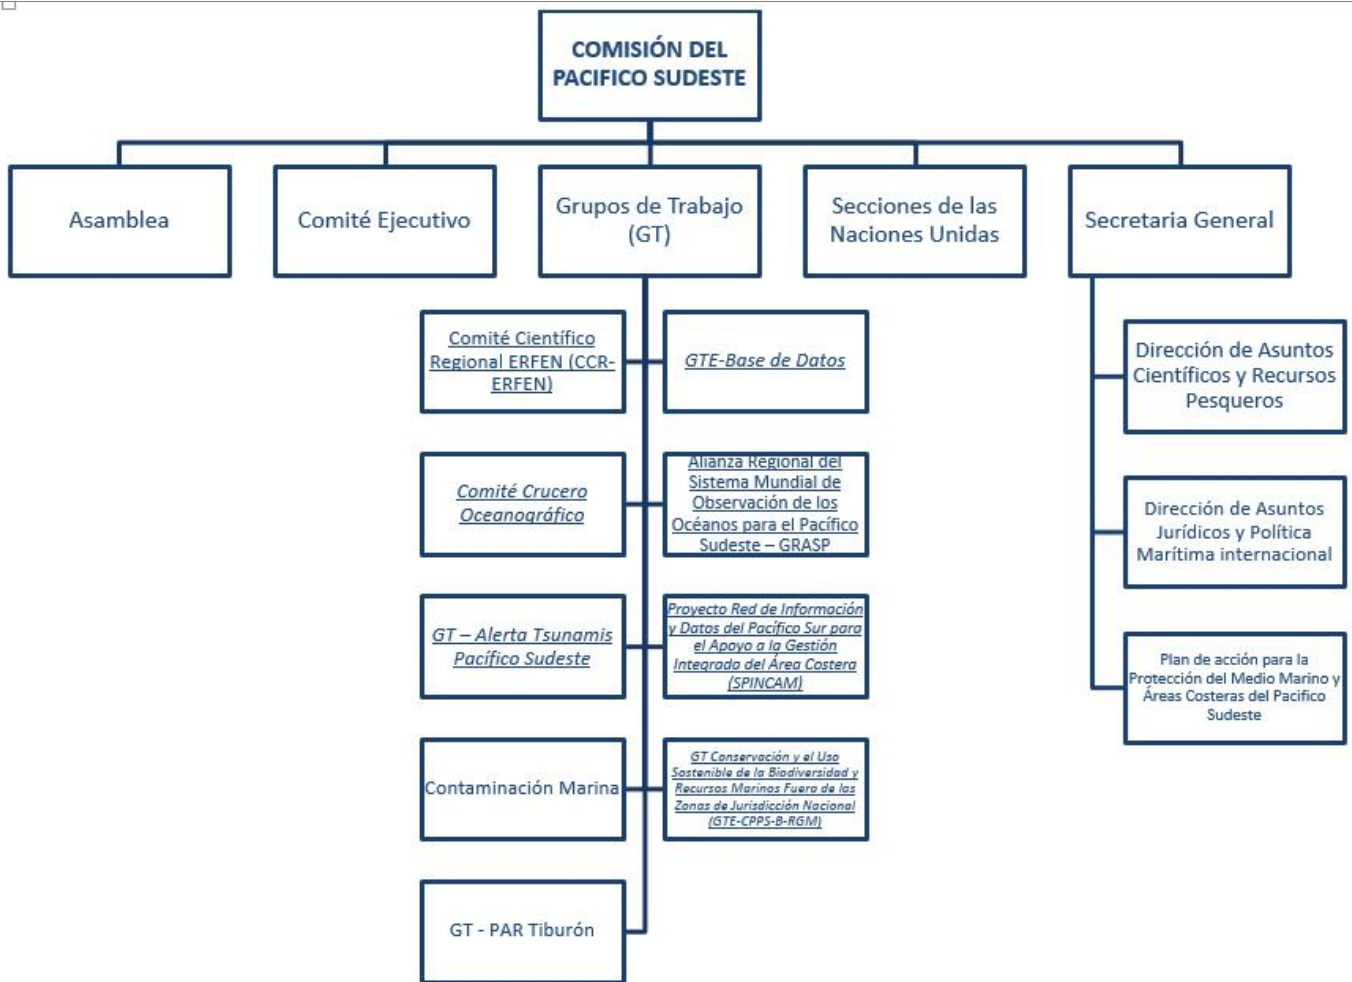 COMISIÓN DEL
PACIFICO SUDESTE
Asamblea
Comité Ejecutivo
Grupos de Trabajo
(GT)
Secciones de las
Naciones Unidas
Secretaria General
Comité Científico
Regional ERFEN (CCR-
ERFEN)
GTE-Base de Datos
Comité Crucero
Oceanográfico
Alianza Regional del
Sistema Mundial de
Observación de los
Océanos para el Pacífico
Sudeste – GRASP
GT – Alerta Tsunamis
Pacífico Sudeste
Proyecto Red de Información
y Datos del Pacífico Sur para
el Apoyo a la Gestión
Integrada del Área Costera
(SPINCAM)
Contaminación Marina
GT Conservación y el Uso
Sostenible de la Biodiversidad y
Recursos Marinos Fuera de las
Zonas de Jurisdicción Nacional
(GTE-CPPS-B-RGM)
GT - PAR Tiburón
Dirección de Asuntos
Científicos y Recursos
Pesqueros
Dirección de Asuntos
Jurídicos y Política
Marítima internacional
Plan de acción para la
Protección del Medio Marino y
Áreas Costeras del Pacifico
Sudeste